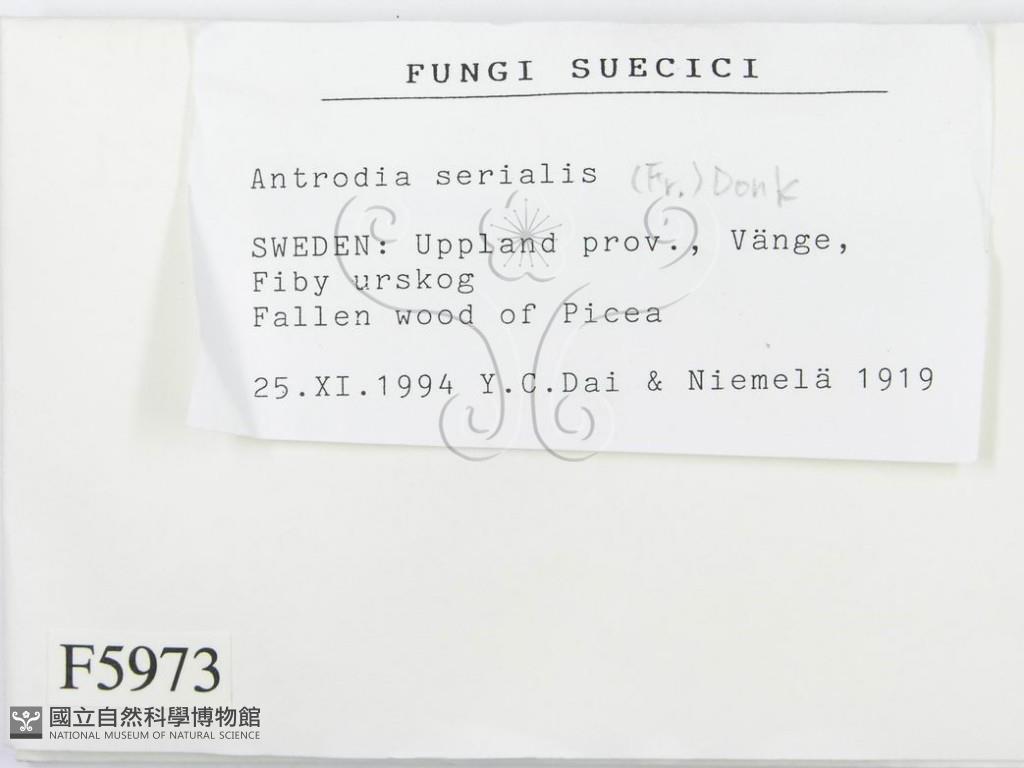 FUNGI SUECICI
Antrodia serialis (Fr.) Donk
SWEDEN: Uppland prov., Vänge,
Fiby urskog
Fallen wood of Picea
25.XI.1994 Y.C.Dai & Niemelä 1919
F5973
國立自然科學博物館
NATIONAL MUSEUM OF NATURAL SCIENCE